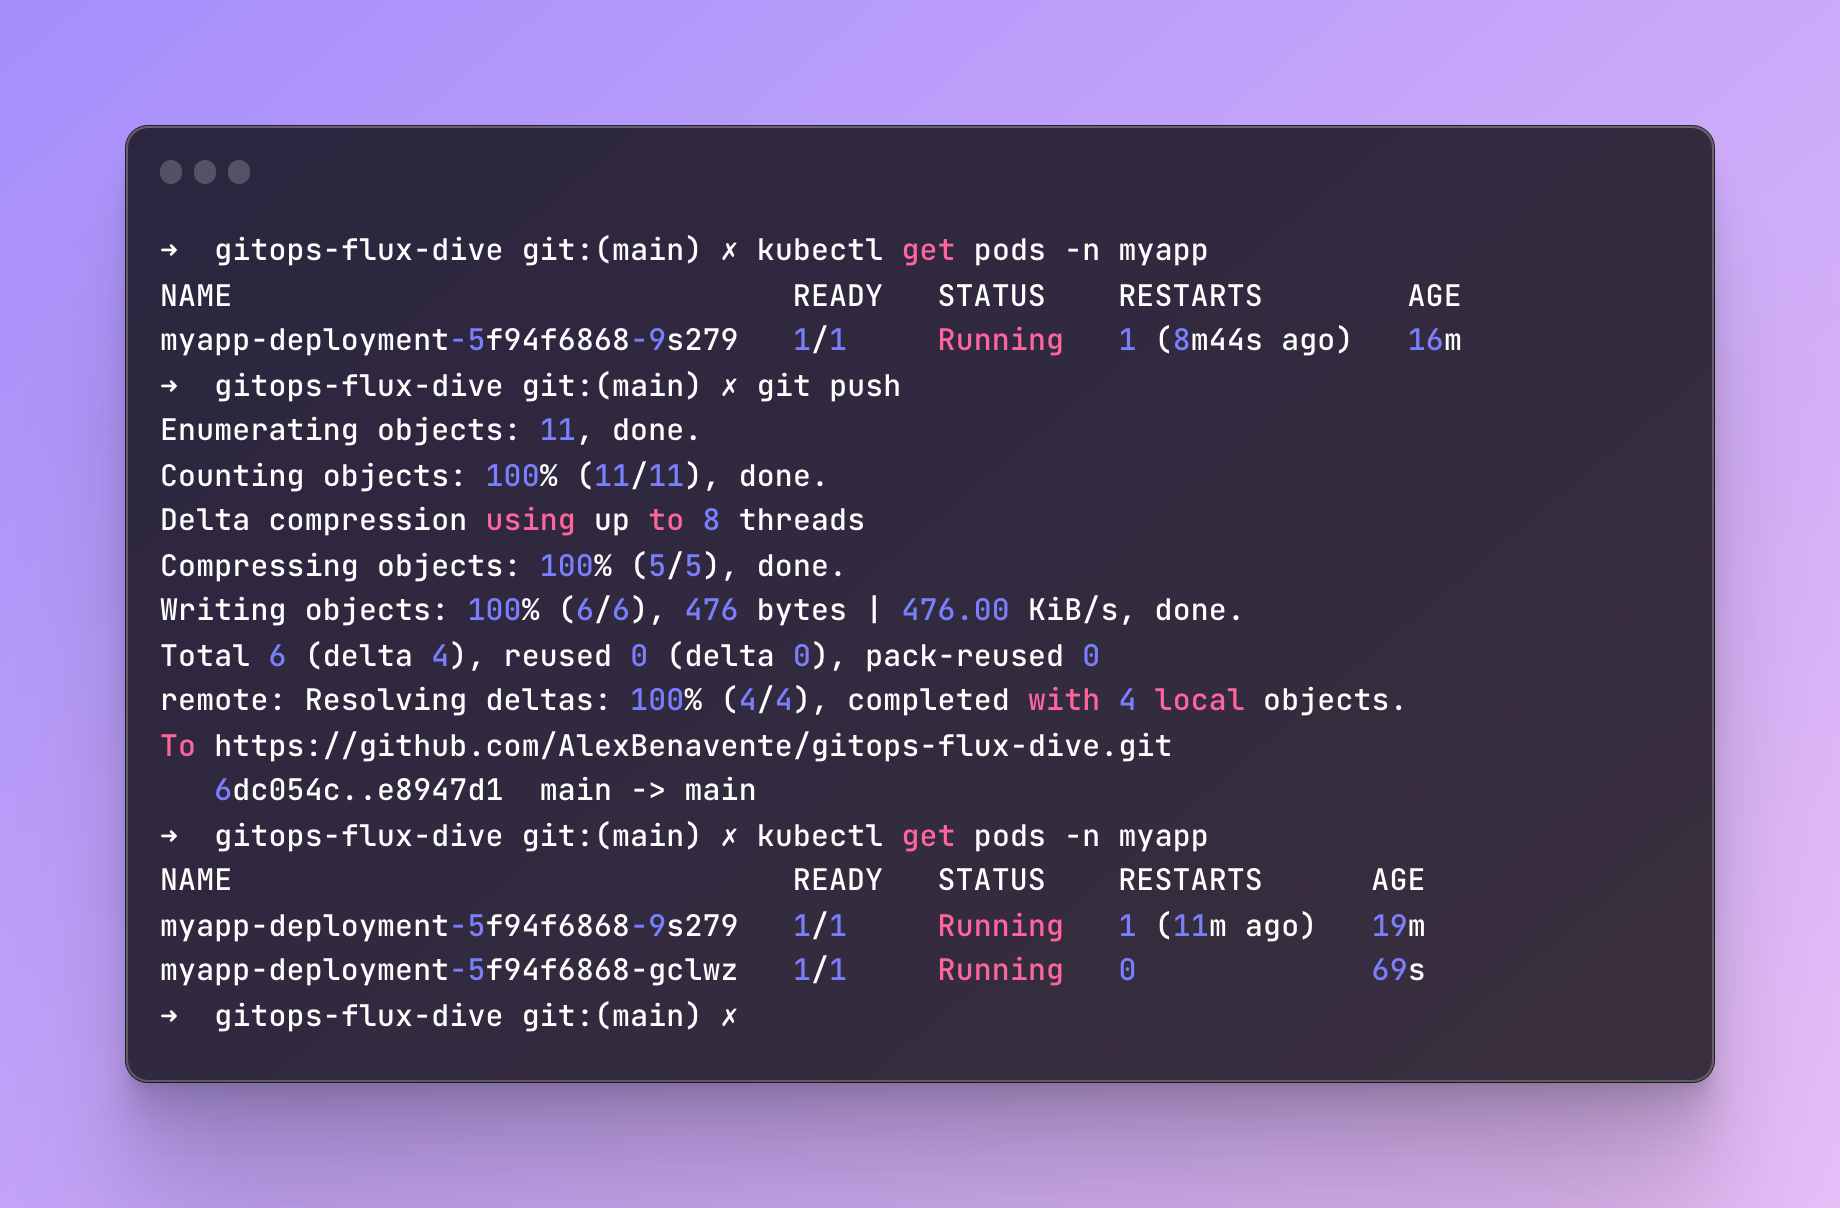 ➜  gitops-flux-dive git:(main) ✗ kubectl get pods -n myapp
NAME                               READY   STATUS    RESTARTS        AGE
myapp-deployment-5f94f6868-9s279   1/1     Running   1 (8m44s ago)   16m
➜  gitops-flux-dive git:(main) ✗ git push
Enumerating objects: 11, done.
Counting objects: 100% (11/11), done.
Delta compression using up to 8 threads
Compressing objects: 100% (5/5), done.
Writing objects: 100% (6/6), 476 bytes | 476.00 KiB/s, done.
Total 6 (delta 4), reused 0 (delta 0), pack-reused 0
remote: Resolving deltas: 100% (4/4), completed with 4 local objects.
To https://github.com/AlexBenavente/gitops-flux-dive.git
   6dc054c..e8947d1  main -> main
➜  gitops-flux-dive git:(main) ✗ kubectl get pods -n myapp
NAME                               READY   STATUS    RESTARTS      AGE
myapp-deployment-5f94f6868-9s279   1/1     Running   1 (11m ago)   19m
myapp-deployment-5f94f6868-gclwz   1/1     Running   0             69s
➜  gitops-flux-dive git:(main) ✗